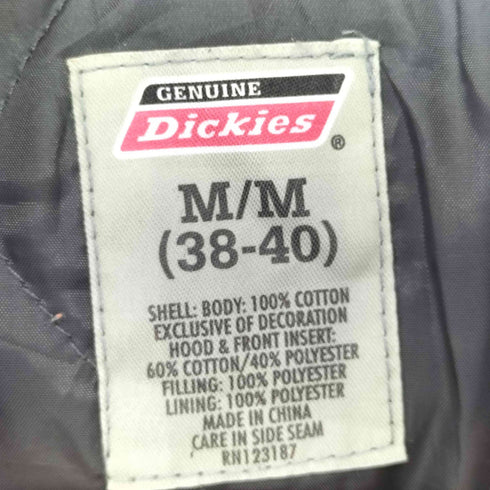 GENUINE
Dickies®
M/M
(38-40)
SHELL: BODY: 100% COTTON
EXCLUSIVE OF DECORATION
HOOD & FRONT INSERT:
60% COTTON/40% POLYESTER
FILLING: 100% POLYESTER
LINING: 100% POLYESTER
MADE IN CHINA
CARE IN SIDE SEAM
RN123187